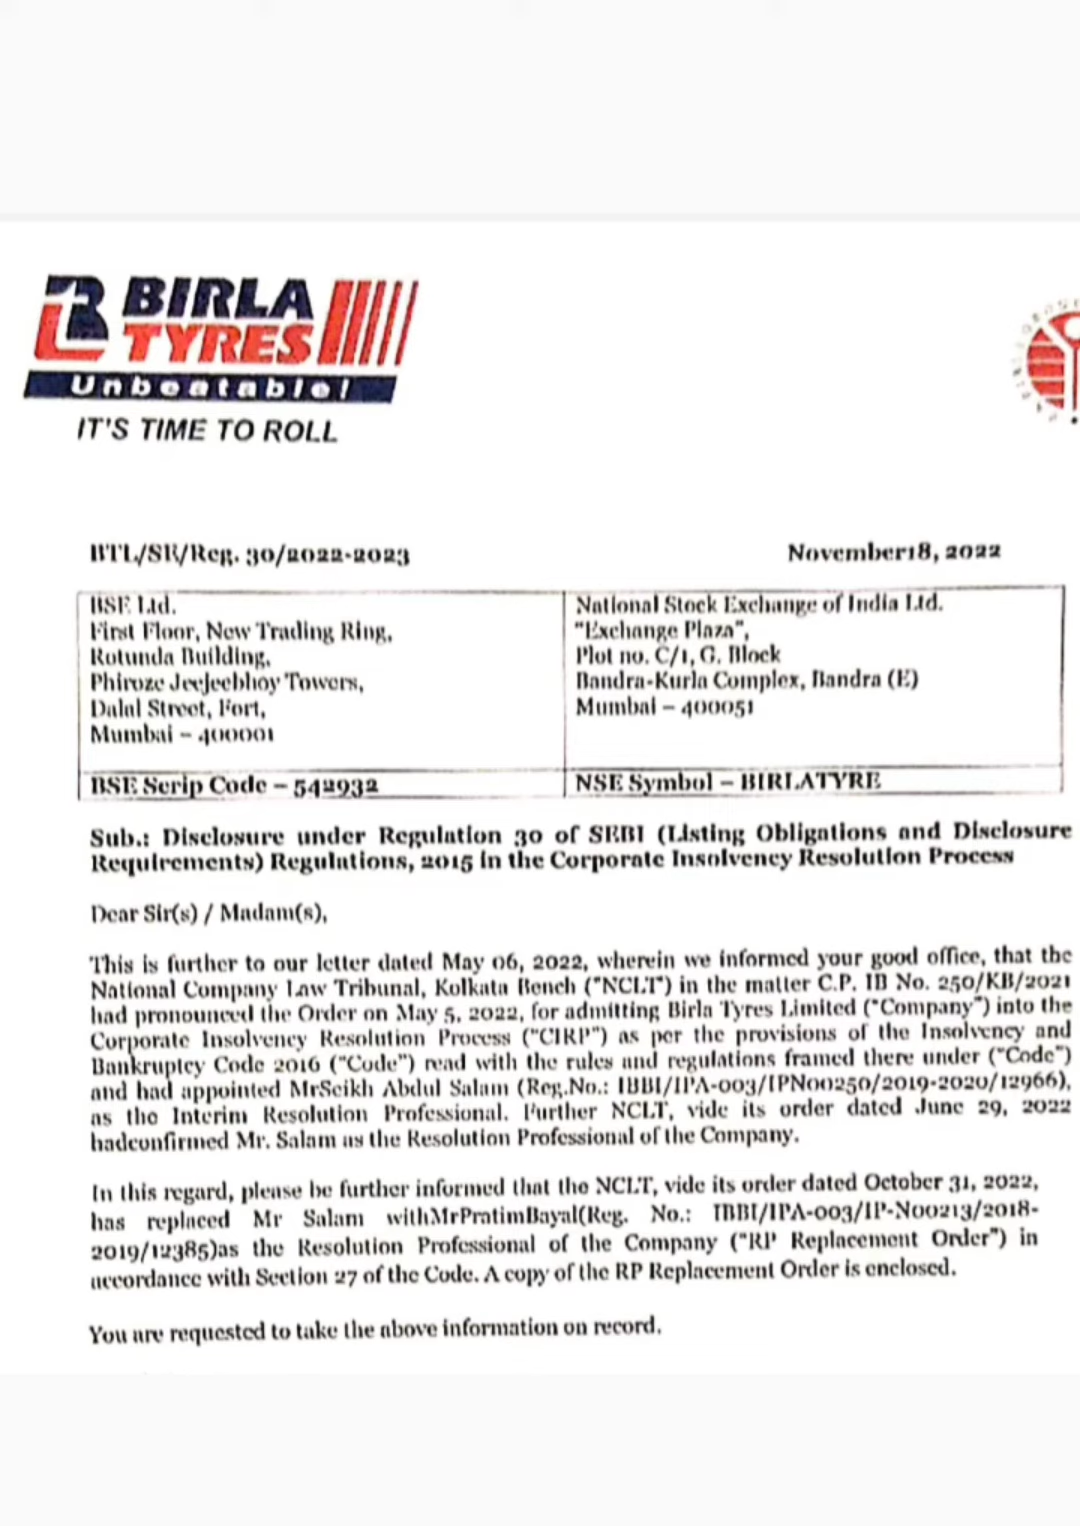 BIRLA
TYRES
Unbeatable!
IT'S TIME TO ROLL
BTL/SE/Reg. 30/2022-2023
November18, 2022
BSE Ltd.
First Floor, New Trading Ring,
Rotunda Building,
Phiroze Jeejeebhoy Towers,
Dalal Street, Fort,
Mumbai – 400001
National Stock Exchange of India Ltd.
"Exchange Plaza",
Plot no. C/1, G. Block
Bandra-Kurla Complex, Bandra (E)
Mumbai – 400051
BSE Scrip Code – 542932
NSE Symbol – BIRLATYRE
Sub.: Disclosure under Regulation 30 of SEBI (Listing Obligations and Disclosure
Requirements) Regulations, 2015 in the Corporate Insolvency Resolution Process
Dear Sir(s) / Madam(s),
This is further to our letter dated May 06, 2022, wherein we informed your good office, that the
National Company Law Tribunal, Kolkata Bench ("NCLT") in the matter C.P. IB No. 250/KB/2021
had pronounced the Order on May 5, 2022, for admitting Birla Tyres Limited ("Company") into the
Corporate Insolvency Resolution Process ("CIRP") as per the provisions of the Insolvency and
Bankruptcy Code 2016 ("Code") read with the rules and regulations framed there under ("Code")
and had appointed MrSeikh Abdul Salam (Reg.No.: IBBI/IPA-003/IPN00250/2019-2020/12966),
as the Interim Resolution Professional. Further NCLT, vide its order dated June 29, 2022
hadconfirmed Mr. Salam as the Resolution Professional of the Company.
In this regard, please be further informed that the NCLT, vide its order dated October 31, 2022,
has replaced Mr Salam withMrPratimBayal(Reg. No.: IBBI/IPA-003/IP-N00213/2018-
2019/12385)as the Resolution Professional of the Company ("RP Replacement Order") in
accordance with Section 27 of the Code. A copy of the RP Replacement Order is enclosed.
You are requested to take the above information on record.